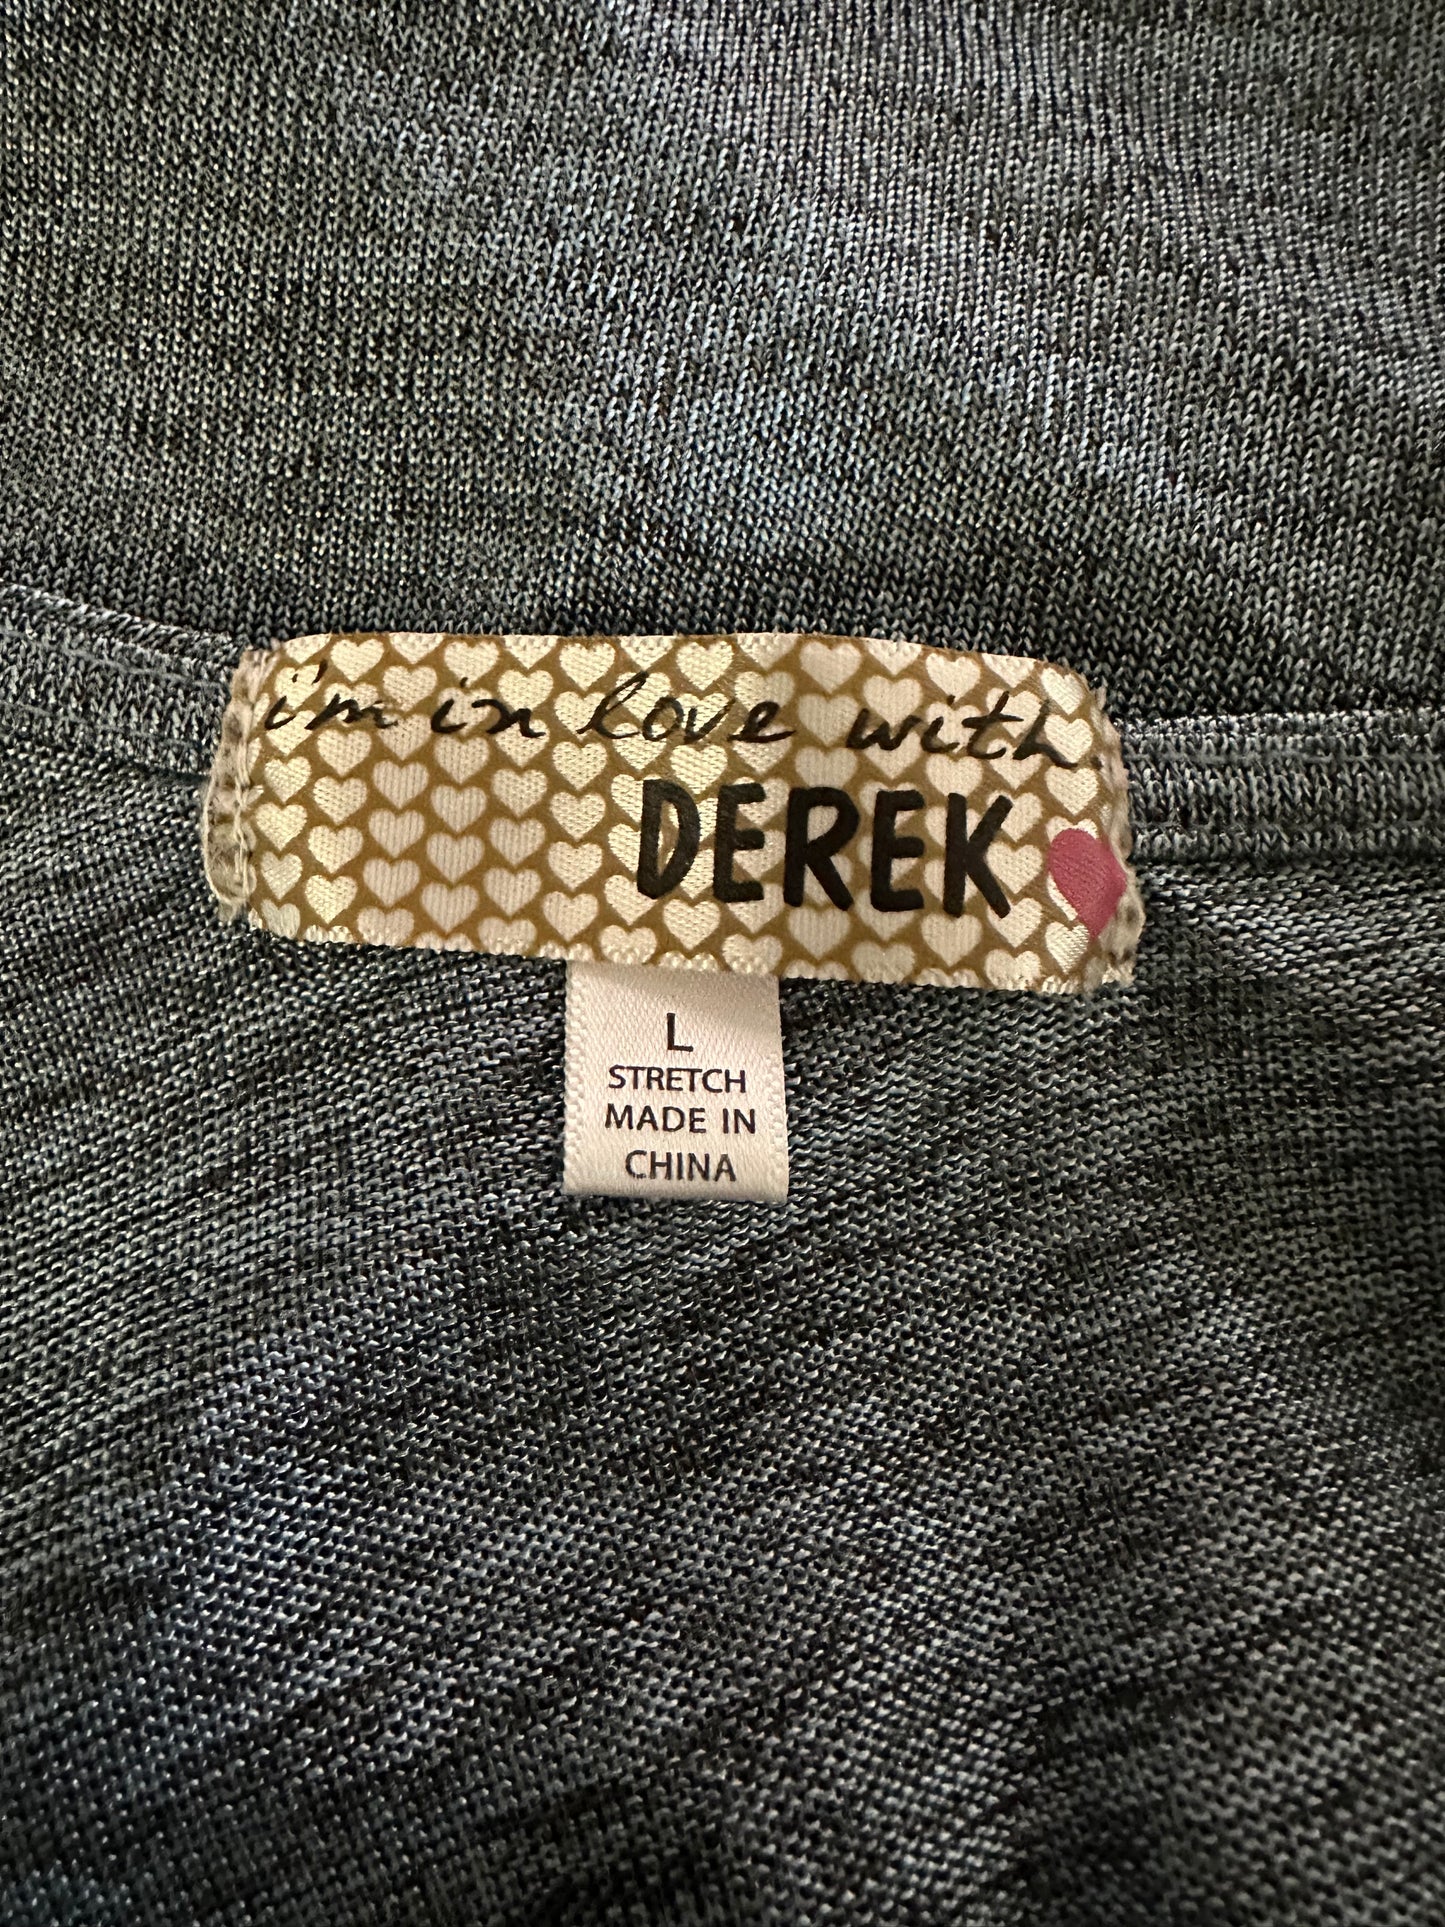 i'm in love with
DEREK
L
STRETCH
MADE IN
CHINA